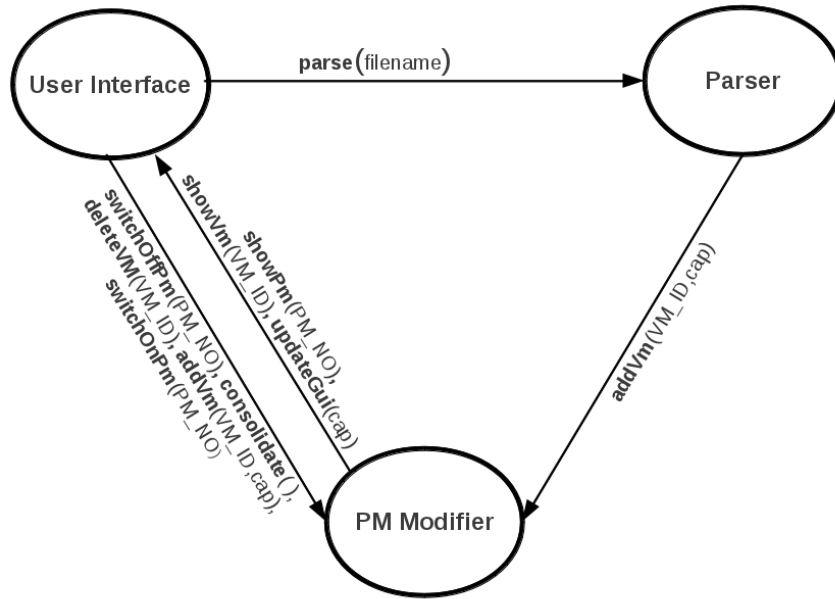 User Interface
parse(filename)
Parser
switchOffPm(PM_NO), consolidate(),
deleteVM(VM_ID), addVm(VM_ID,cap),
switchOnPm(PM_NO)
showPm(PM_NO),
showVm(VM_ID), updateGui(cap)
addVm(VM_ID,cap)
PM Modifier